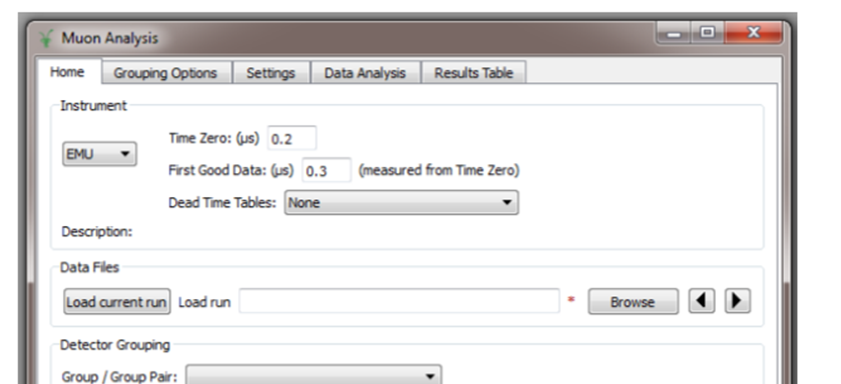 Muon Analysis
Home Grouping Options Settings Data Analysis Results Table
Instrument
Time Zero: (µs) 0.2
EMU
First Good Data: (µs) 0.3 (measured from Time Zero)
Dead Time Tables: None
Description:
Data Files
Load current run Load run * Browse
Detector Grouping
Group / Group Pair: